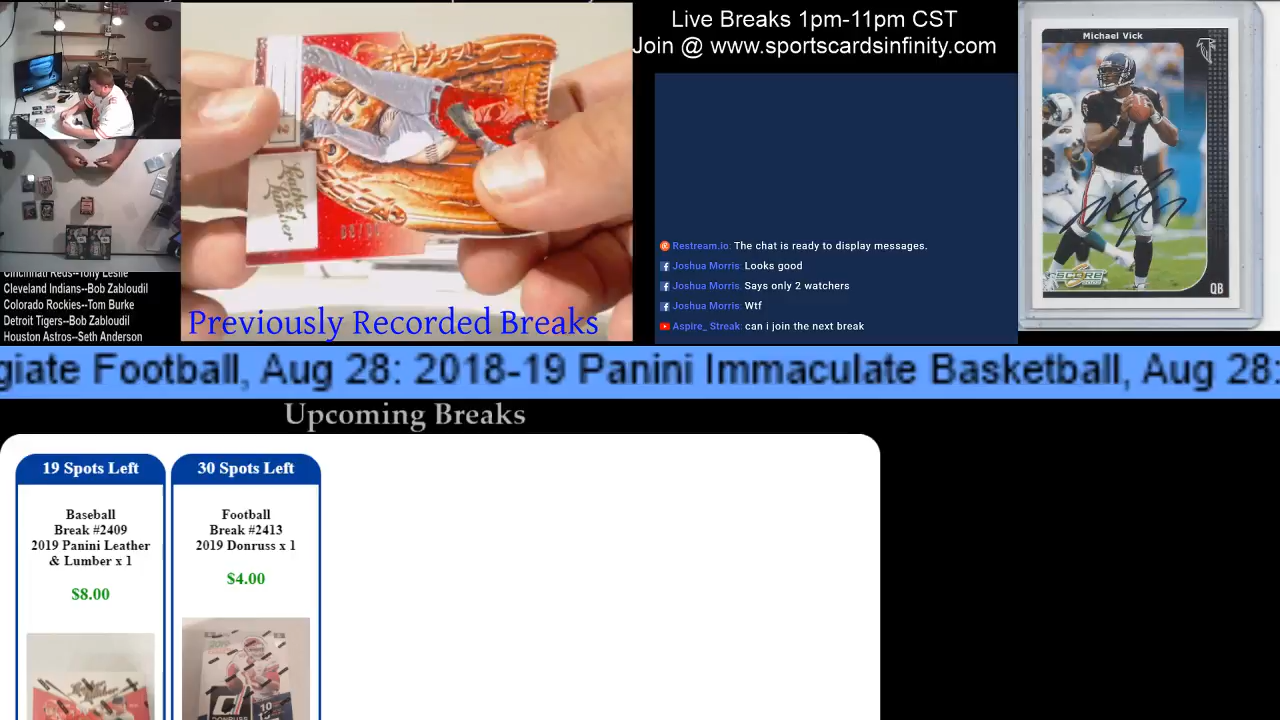 Live Breaks 1pm-11pm CST
Join @ www.sportscardsinfinity.com
Michael Vick
SCORE
QB
Leather & Lumber
Restream.io: The chat is ready to display messages.
Joshua Morris: Looks good
Joshua Morris: Says only 2 watchers
Joshua Morris: Wtf
Aspire_ Streak: can i join the next break
Cincinnati Reds--Tony Leslie
Cleveland Indians--Bob Zabloudil
Colorado Rockies--Tom Burke
Detroit Tigers--Bob Zabloudil
Houston Astros--Seth Anderson
Previously Recorded Breaks
giate Football, Aug 28: 2018-19 Panini Immaculate Basketball, Aug 28:
Upcoming Breaks
19 Spots Left
Baseball
Break #2409
2019 Panini Leather
& Lumber x 1
$8.00
30 Spots Left
Football
Break #2413
2019 Donruss x 1
$4.00
DONRUSS
10